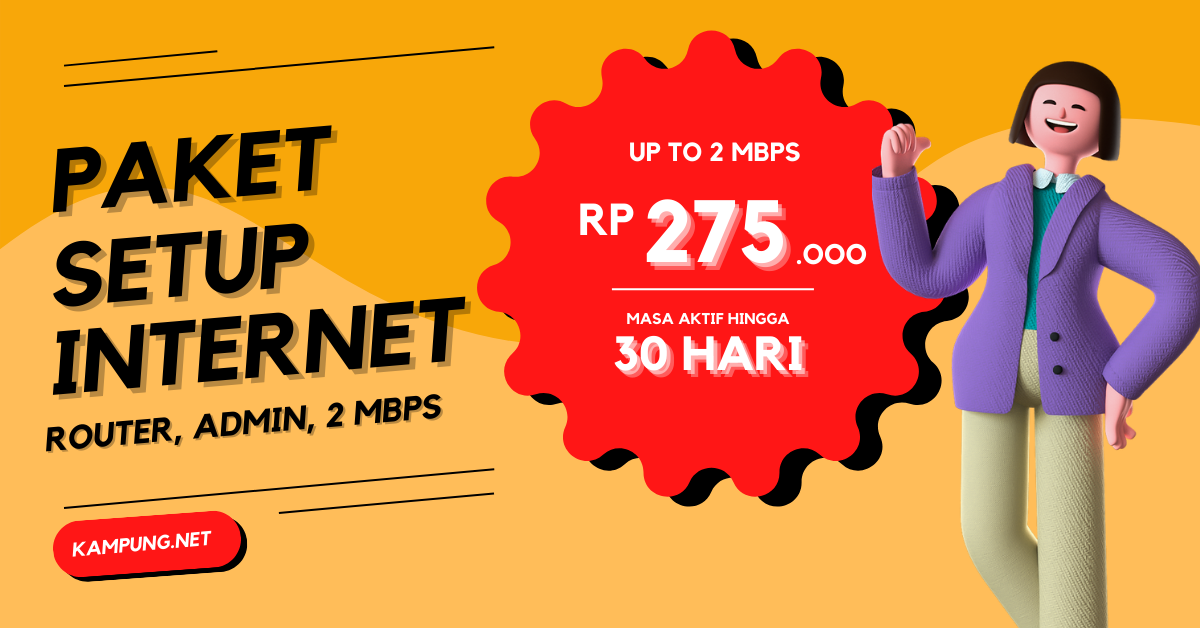 PAKET
SETUP
INTERNET
ROUTER, ADMIN, 2 MBPS
KAMPUNG.NET
UP TO 2 MBPS
RP 275.000
MASA AKTIF HINGGA
30 HARI